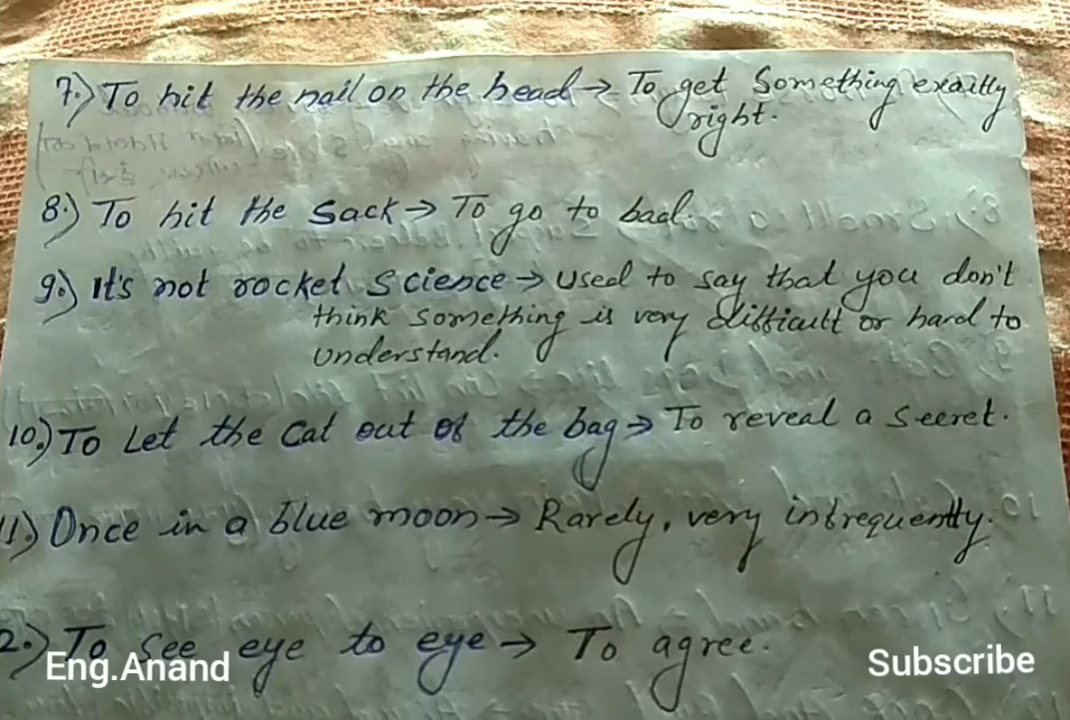 7.) To hit the nail on the head → To get Something exactly
right.
8.) To hit the Sack → To go to bad.
9.) It's not rocket Science → Used to say that you don't
think Something is very difficult or hard to
Understand.
10.) To Let the Cat out of the bag → To reveal a Secret.
11.) Once in a blue moon → Rarely, very infrequently.
2.) To See eye to eye → To agree.
Eng.Anand
Subscribe